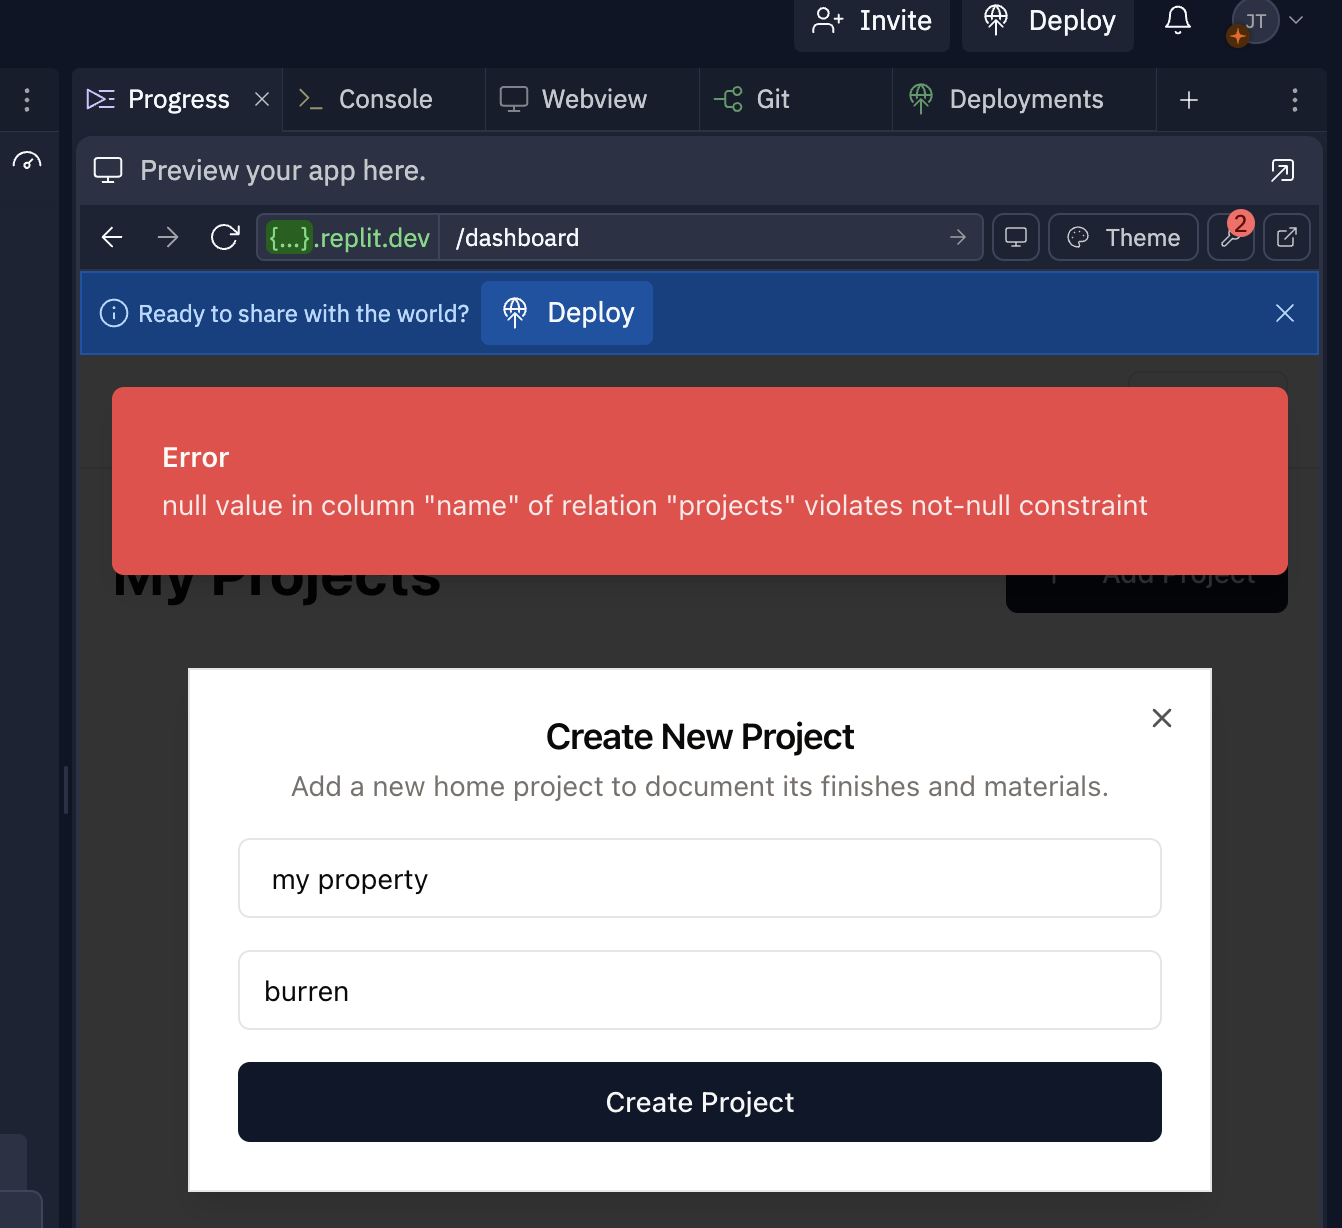 Invite
Deploy
JT
Progress
Console
Webview
Git
Deployments
Preview your app here.
{...}.replit.dev
/dashboard
Theme
2
Ready to share with the world?
Deploy
Error
null value in column "name" of relation "projects" violates not-null constraint
My Projects
Add Project
Create New Project
Add a new home project to document its finishes and materials.
my property
burren
Create Project